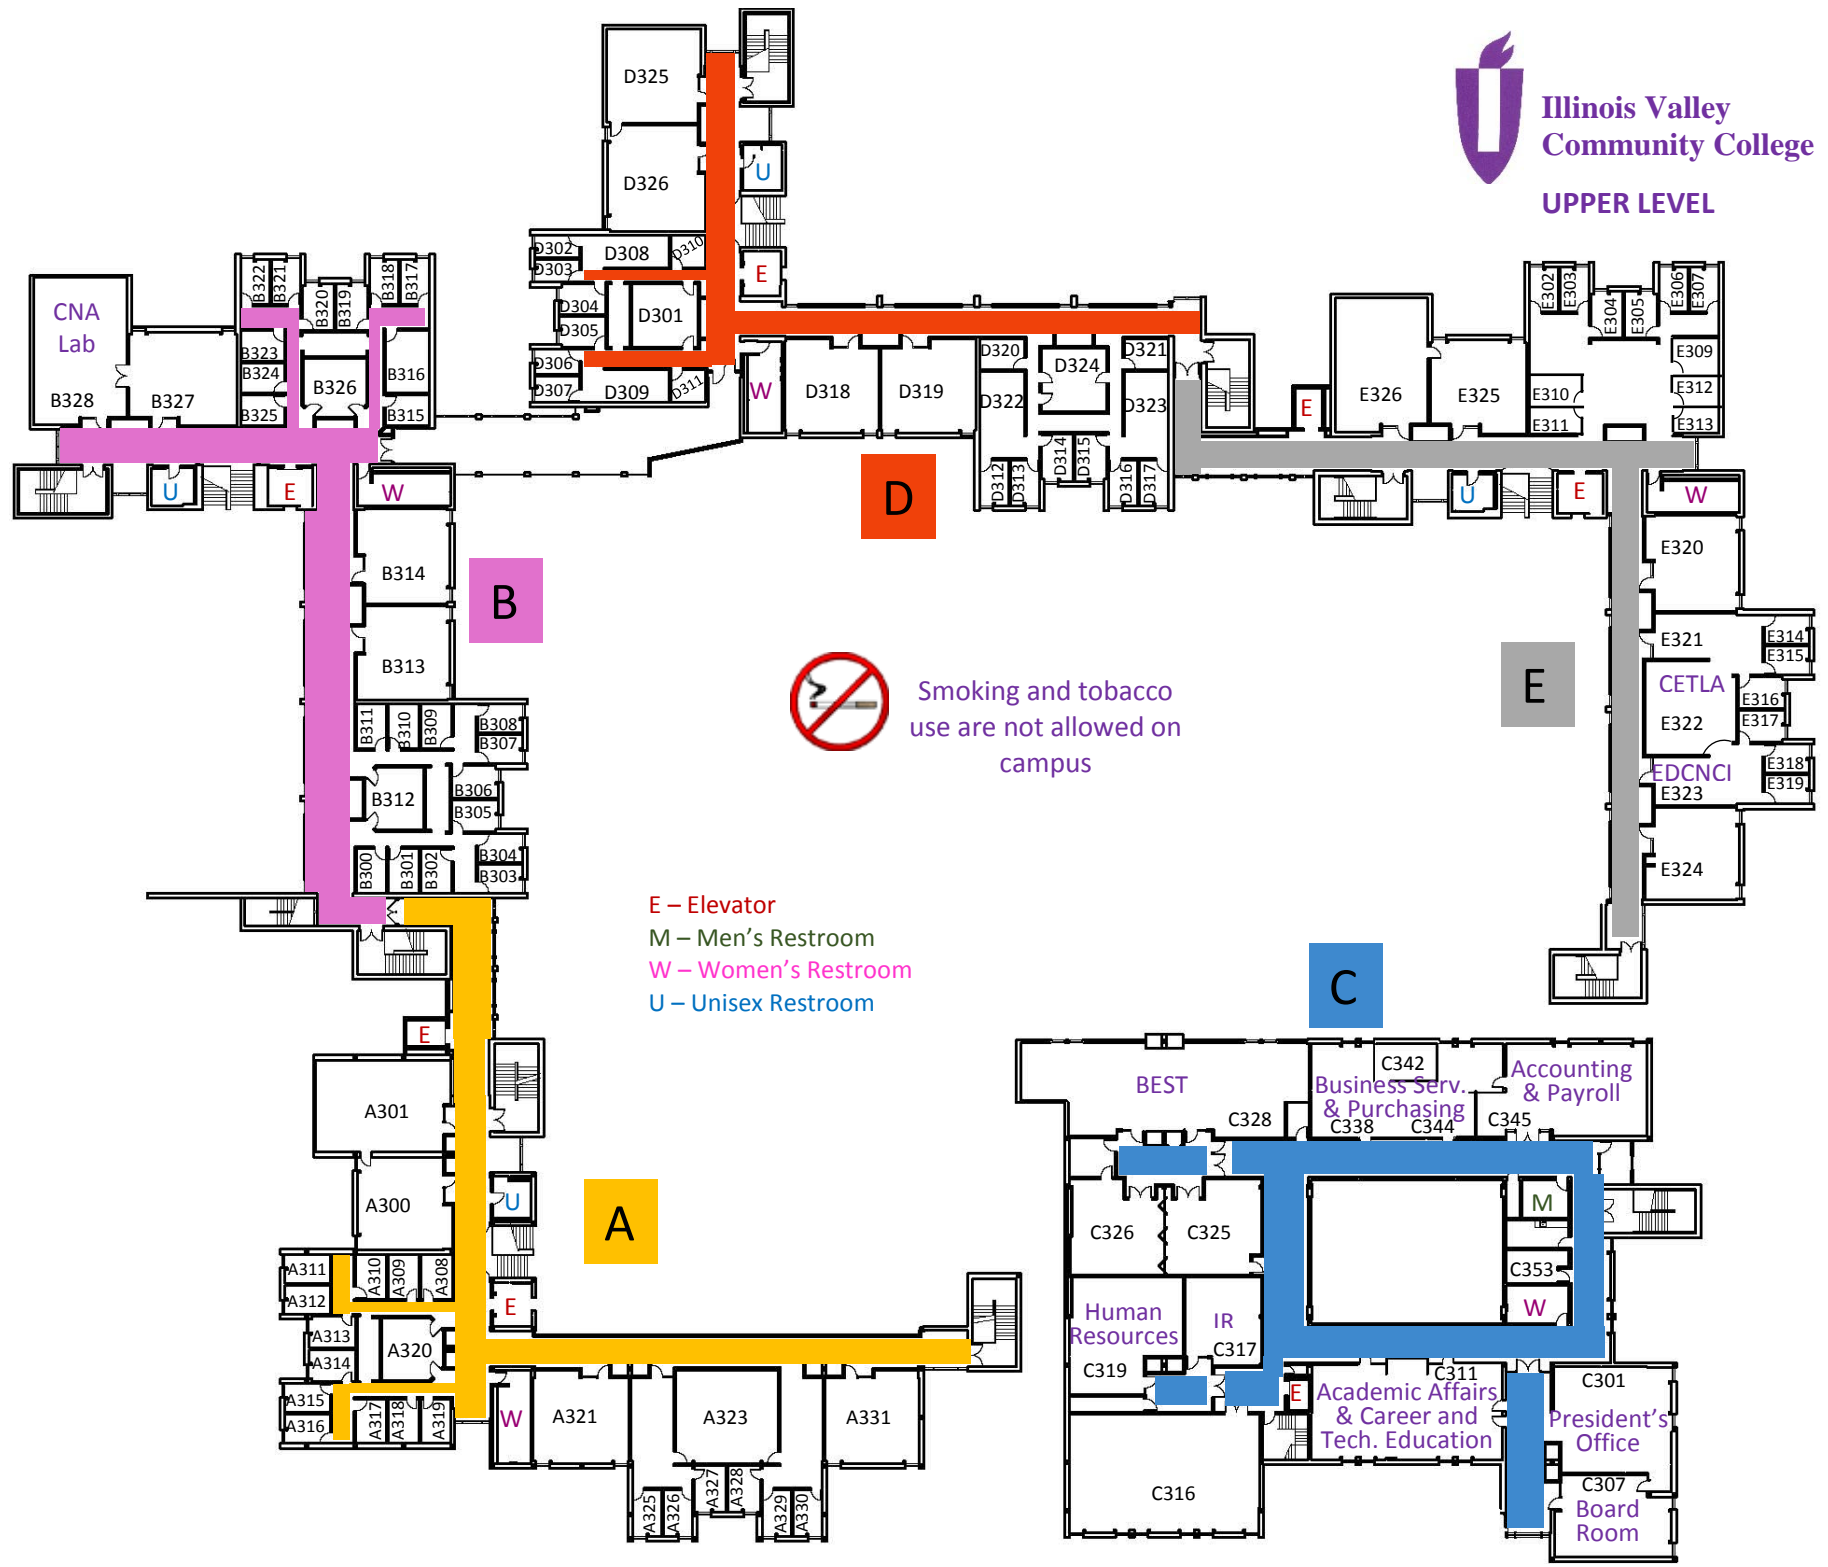 Illinois Valley
Community College
UPPER LEVEL
D325
D326
U
D302
D303
D308
D310
E
D304
D305
D301
D306
D307
D309
D311
W
D318
D319
D320
D321
D324
D322
D323
D314
D315
D312
D313
D316
D317
D
CNA
Lab
B328
B327
B322
B321
B320
B319
B318
B317
B323
B324
B325
B326
B316
B315
U
E
W
B314
B313
B
B311
B310
B309
B308
B307
B312
B306
B305
B300
B301
B302
B304
B303
E302
E303
E304
E305
E306
E307
E326
E325
E309
E310
E312
E311
E313
E
U
E
W
E320
E321
E314
E315
CETLA
E322
E316
E317
EDCNCI
E323
E318
E319
E324
E
Smoking and tobacco
use are not allowed on
campus
E – Elevator
M – Men's Restroom
W – Women's Restroom
U – Unisex Restroom
E
A301
A300
U
A
A311
A312
A310
A309
A308
E
A313
A314
A320
A315
A316
A317
A318
A319
W
A321
A323
A331
A325
A326
A327
A328
A329
A330
C
BEST
C328
C342
Business Serv.
& Purchasing
C338
C344
Accounting
& Payroll
C345
C326
C325
M
C353
W
Human
Resources
C319
IR
C317
E
C311
Academic Affairs
& Career and
Tech. Education
C301
President's
Office
C307
Board
Room
C316